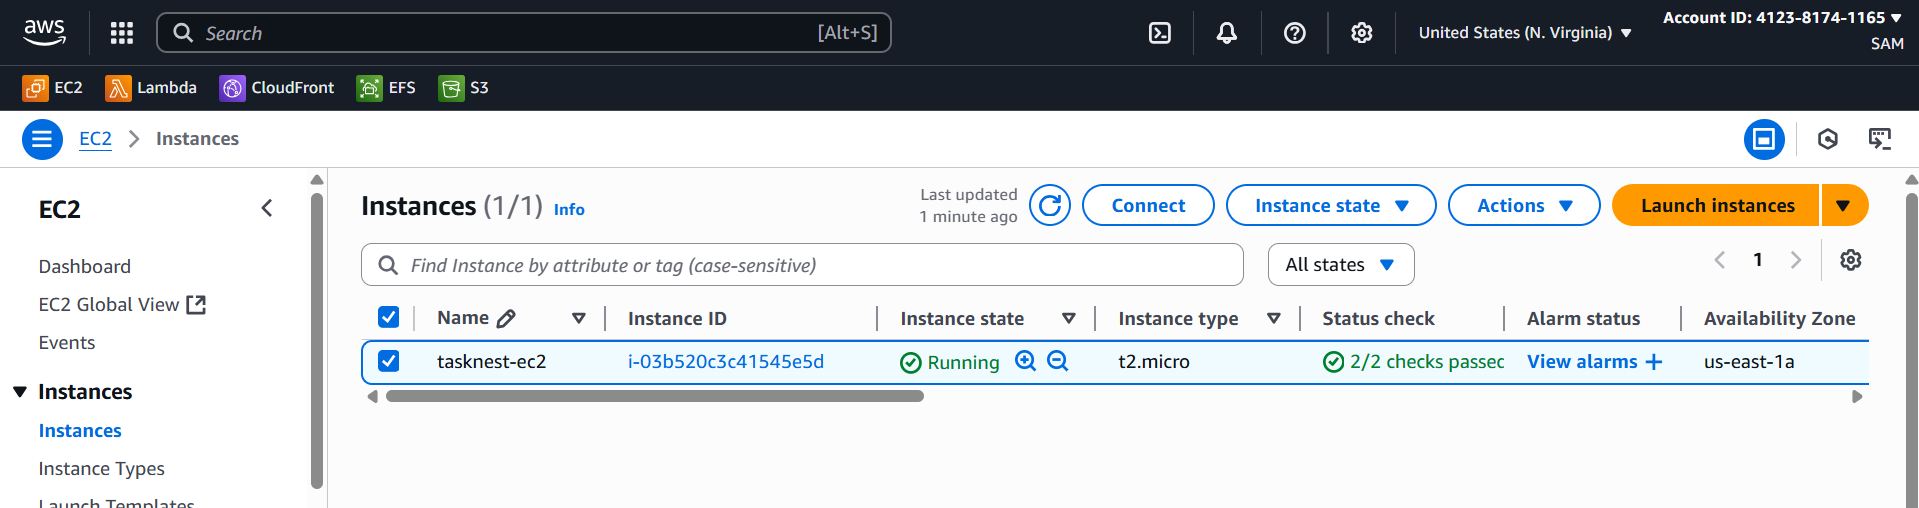 aws
Search [Alt+S]
United States (N. Virginia)
Account ID: 4123-8174-1165
SAM
EC2 Lambda CloudFront EFS S3
EC2 > Instances
EC2
Dashboard
EC2 Global View
Events
Instances
Instances
Instance Types
Launch Templates
Instances (1/1) Info
Last updated
1 minute ago
Connect Instance state Actions Launch instances
Find Instance by attribute or tag (case-sensitive) All states 1
Name Instance ID Instance state Instance type Status check Alarm status Availability Zone
tasknest-ec2 i-03b520c3c41545e5d Running t2.micro 2/2 checks passed View alarms + us-east-1a